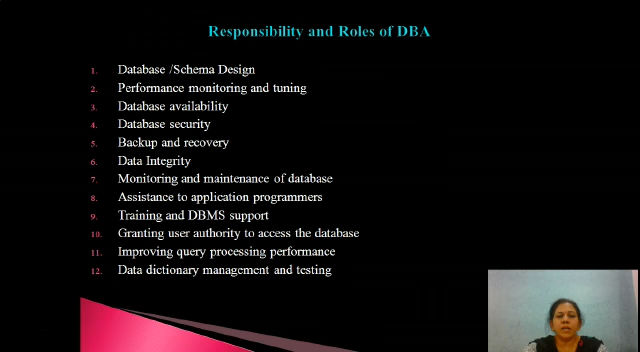 Responsibility and Roles of DBA
1. Database /Schema Design
2. Performance monitoring and tuning
3. Database availability
4. Database security
5. Backup and recovery
6. Data Integrity
7. Monitoring and maintenance of database
8. Assistance to application programmers
9. Training and DBMS support
10. Granting user authority to access the database
11. Improving query processing performance
12. Data dictionary management and testing